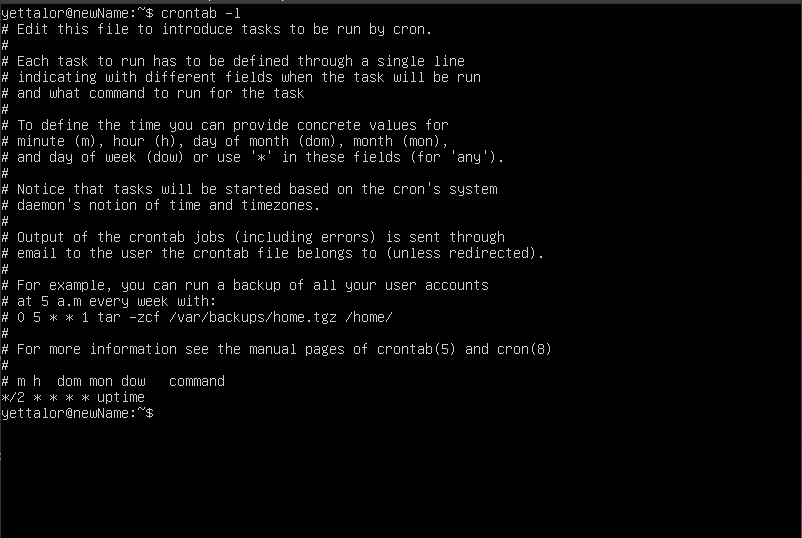 yettalor@newName:~$ crontab -l
# Edit this file to introduce tasks to be run by cron.
#
# Each task to run has to be defined through a single line
# indicating with different fields when the task will be run
# and what command to run for the task
#
# To define the time you can provide concrete values for
# minute (m), hour (h), day of month (dom), month (mon),
# and day of week (dow) or use '*' in these fields (for 'any').
#
# Notice that tasks will be started based on the cron's system
# daemon's notion of time and timezones.
#
# Output of the crontab jobs (including errors) is sent through
# email to the user the crontab file belongs to (unless redirected).
#
# For example, you can run a backup of all your user accounts
# at 5 a.m every week with:
# 0 5 * * 1 tar -zcf /var/backups/home.tgz /home/
#
# For more information see the manual pages of crontab(5) and cron(8)
#
# m h  dom mon dow   command
*/2 * * * * uptime
yettalor@newName:~$